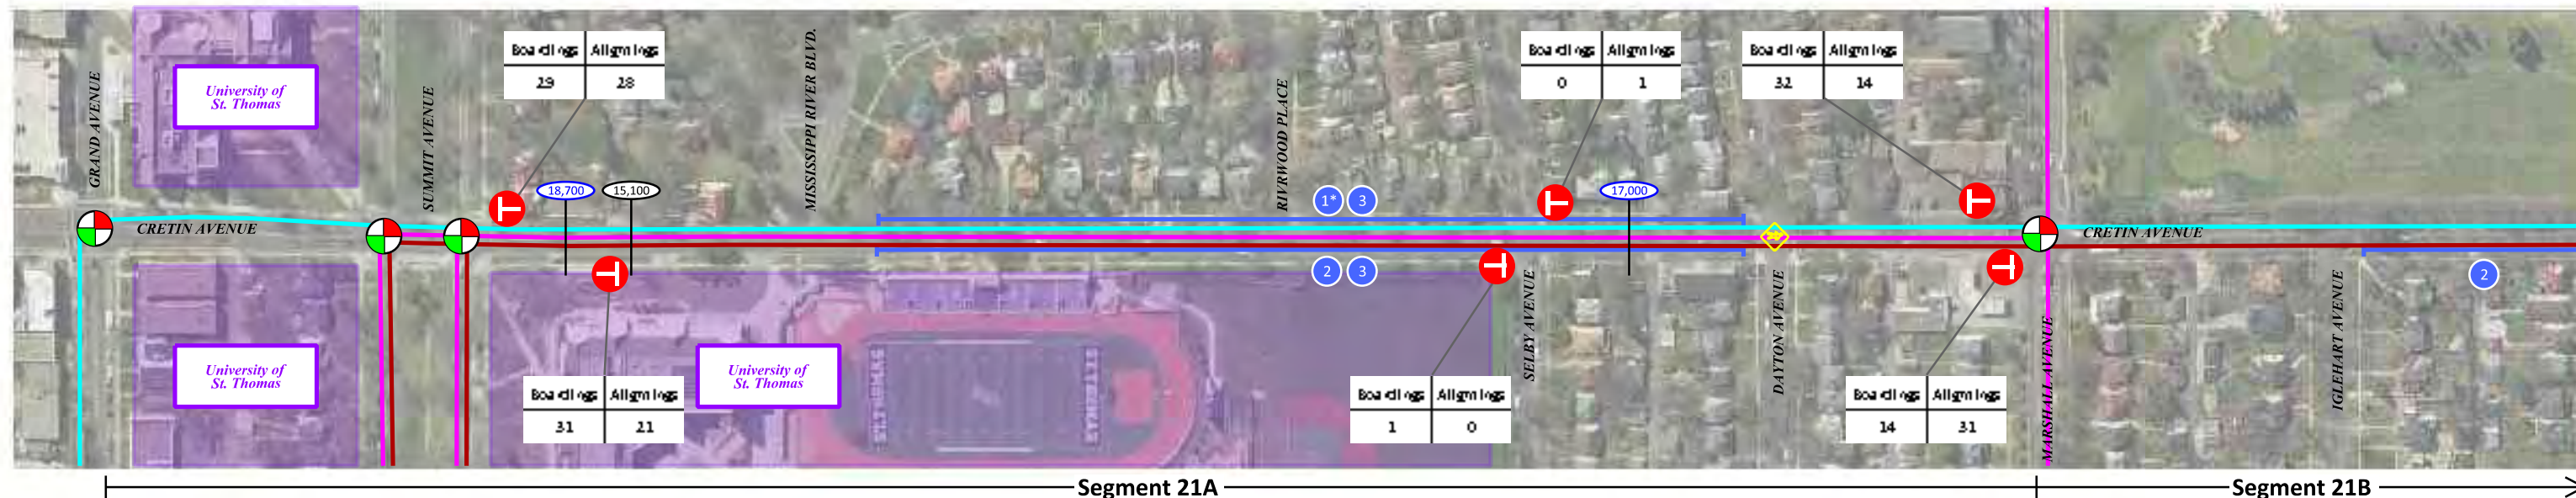 GRAND AVENUE
University of
St. Thomas
SUMMIT AVENUE
Boardings Alightings
29 28
MISSISSIPPI RIVER BLVD.
RIVRWOOD PLACE
Boardings Alightings
0 1
Boardings Alightings
32 14
18,700
15,100
17,000
1* 3
CRETIN AVENUE
CRETIN AVENUE
2 3
2
University of
St. Thomas
Boardings Alightings
31 21
University of
St. Thomas
Boardings Alightings
1 0
SELBY AVENUE
DAYTON AVENUE
Boardings Alightings
14 31
MARSHALL AVENUE
IGLEHART AVENUE
Segment 21A
Segment 21B